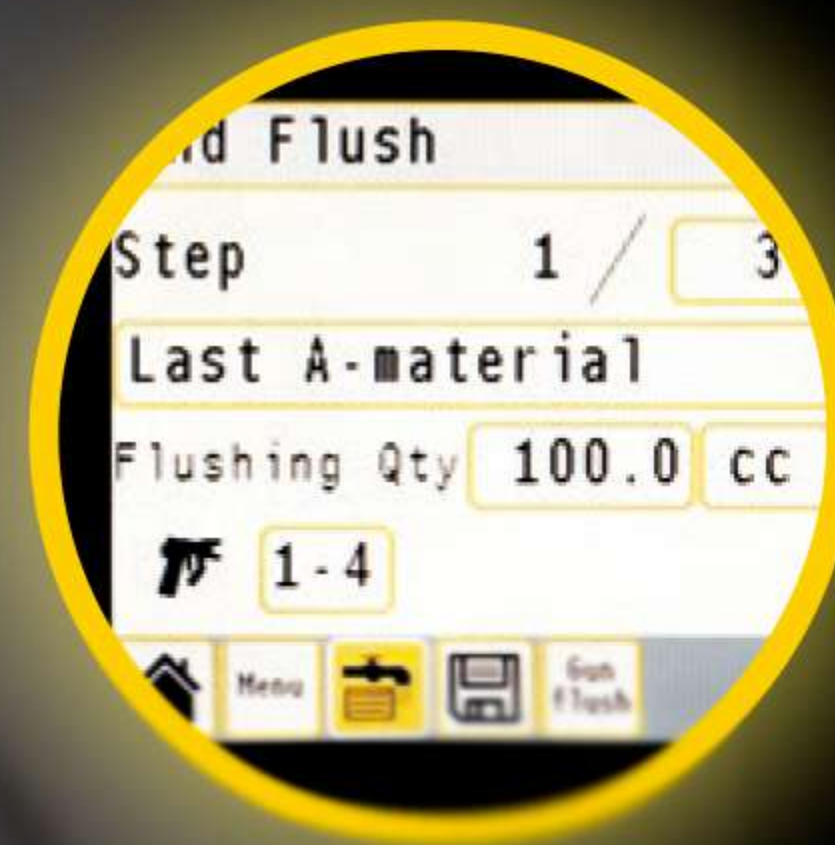 Flush
Step 1 / 3
Last A-material
Flushing Qty 100.0 cc
1-4
Menu Gun
flush